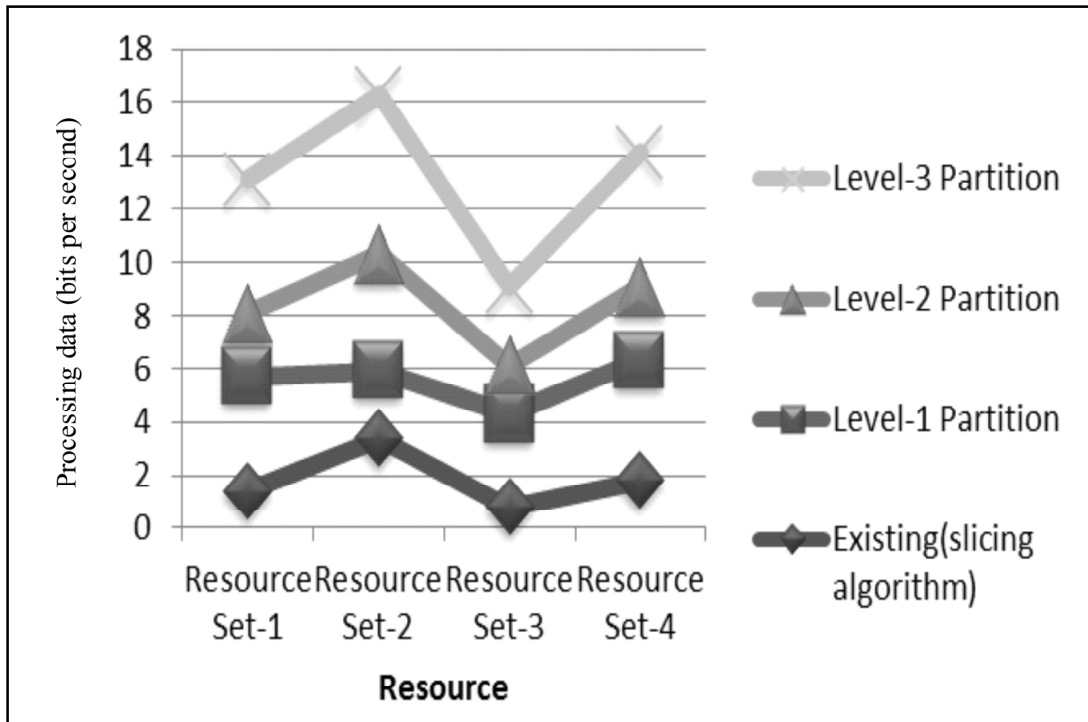 Processing data (bits per second)
18
16
14
12
10
8
6
4
2
0
Resource Resource Resource Resource
Set-1 Set-2 Set-3 Set-4
Resource
Level-3 Partition
Level-2 Partition
Level-1 Partition
Existing(slicing
algorithm)